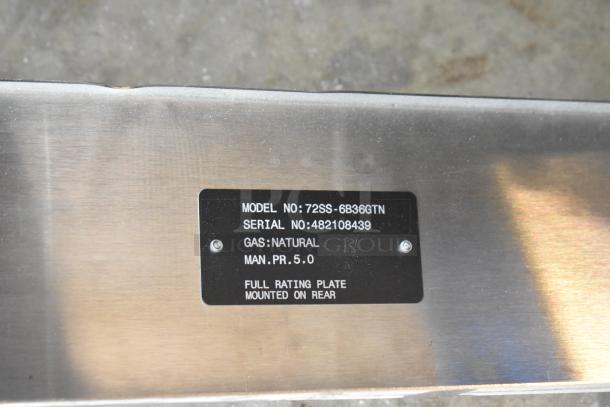 MODEL NO:72SS-6B36GTN
SERIAL NO:482108439
GAS:NATURAL
MAN.PR.5.0
FULL RATING PLATE
MOUNTED ON REAR